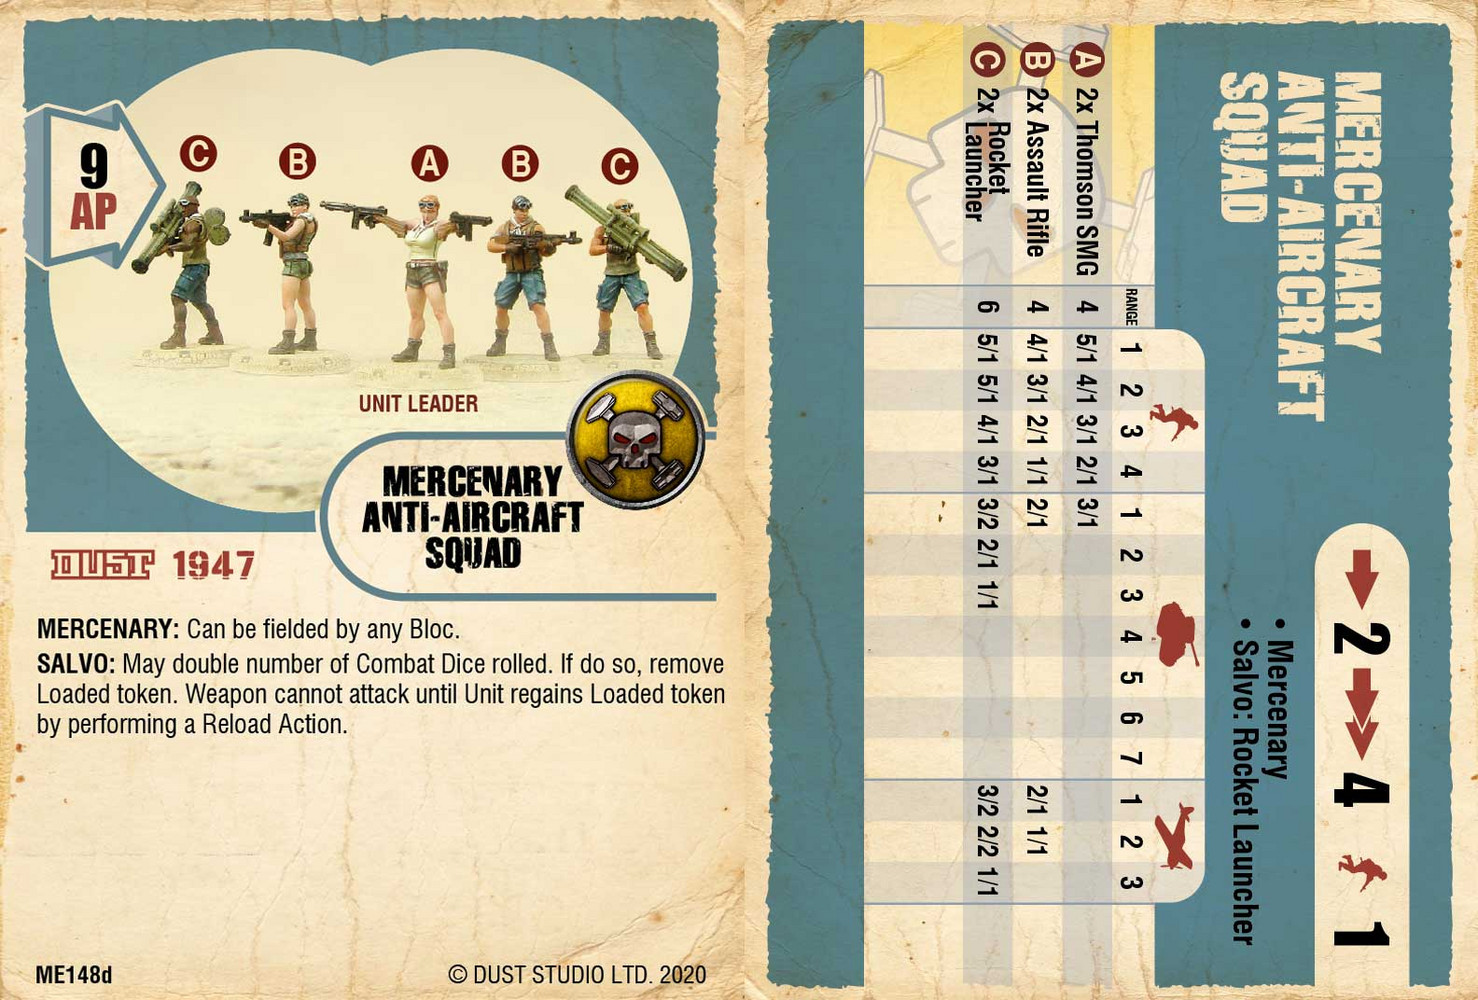 9
AP
C
B
A
B
C
UNIT LEADER
MERCENARY
ANTI-AIRCRAFT
SQUAD
DUST 1947
MERCENARY: Can be fielded by any Bloc.
SALVO: May double number of Combat Dice rolled. If do so, remove
Loaded token. Weapon cannot attack until Unit regains Loaded token
by performing a Reload Action.
ME148d
© DUST STUDIO LTD. 2020
MERCENARY
ANTI-AIRCRAFT
SQUAD
2 4 1
• Mercenary
• Salvo: Rocket Launcher
RANGE 1 2 3 4 1 2 3 4 5 6 7 1 2 3
A 2x Thomson SMG 4 5/1 4/1 3/1 2/1 3/1
B 2x Assault Rifle 4 4/1 3/1 2/1 1/1 2/1 2/1 1/1
C 2x Rocket
Launcher 6 5/1 5/1 4/1 3/1 3/2 2/1 1/1 3/2 2/2 1/1